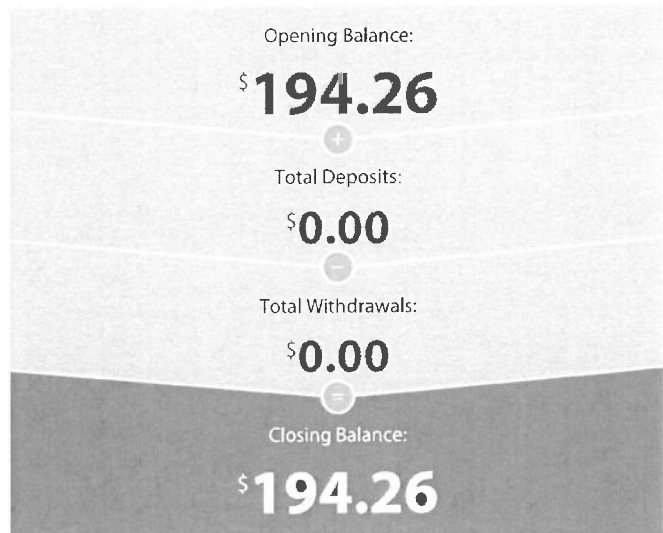 Opening Balance:
$194.26
+
Total Deposits:
$0.00
−
Total Withdrawals:
$0.00
=
Closing Balance:
$194.26